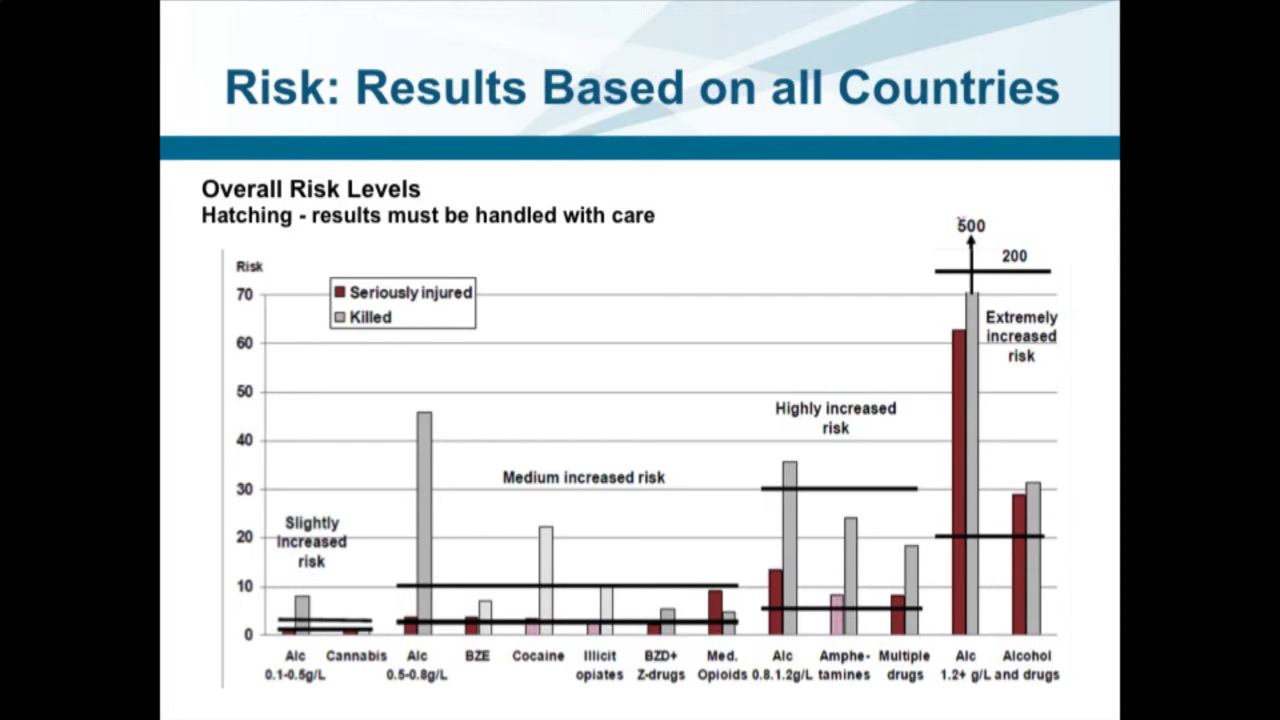 Risk: Results Based on all Countries
Overall Risk Levels
Hatching - results must be handled with care
500
200
Risk
Seriously injured
Killed
70
60
50
40
30
20
10
0
Extremely
increased
risk
Highly increased
risk
Medium increased risk
Slightly
increased
risk
Alc
0.1-0.5g/L
Cannabis
Alc
0.5-0.8g/L
BZE
Cocaine
Illicit
opiates
BZD+
Z-drugs
Med.
Opioids
Alc
0.8.1.2g/L
Amphe-
tamines
Multiple
drugs
Alc
1.2+ g/L
Alcohol
and drugs